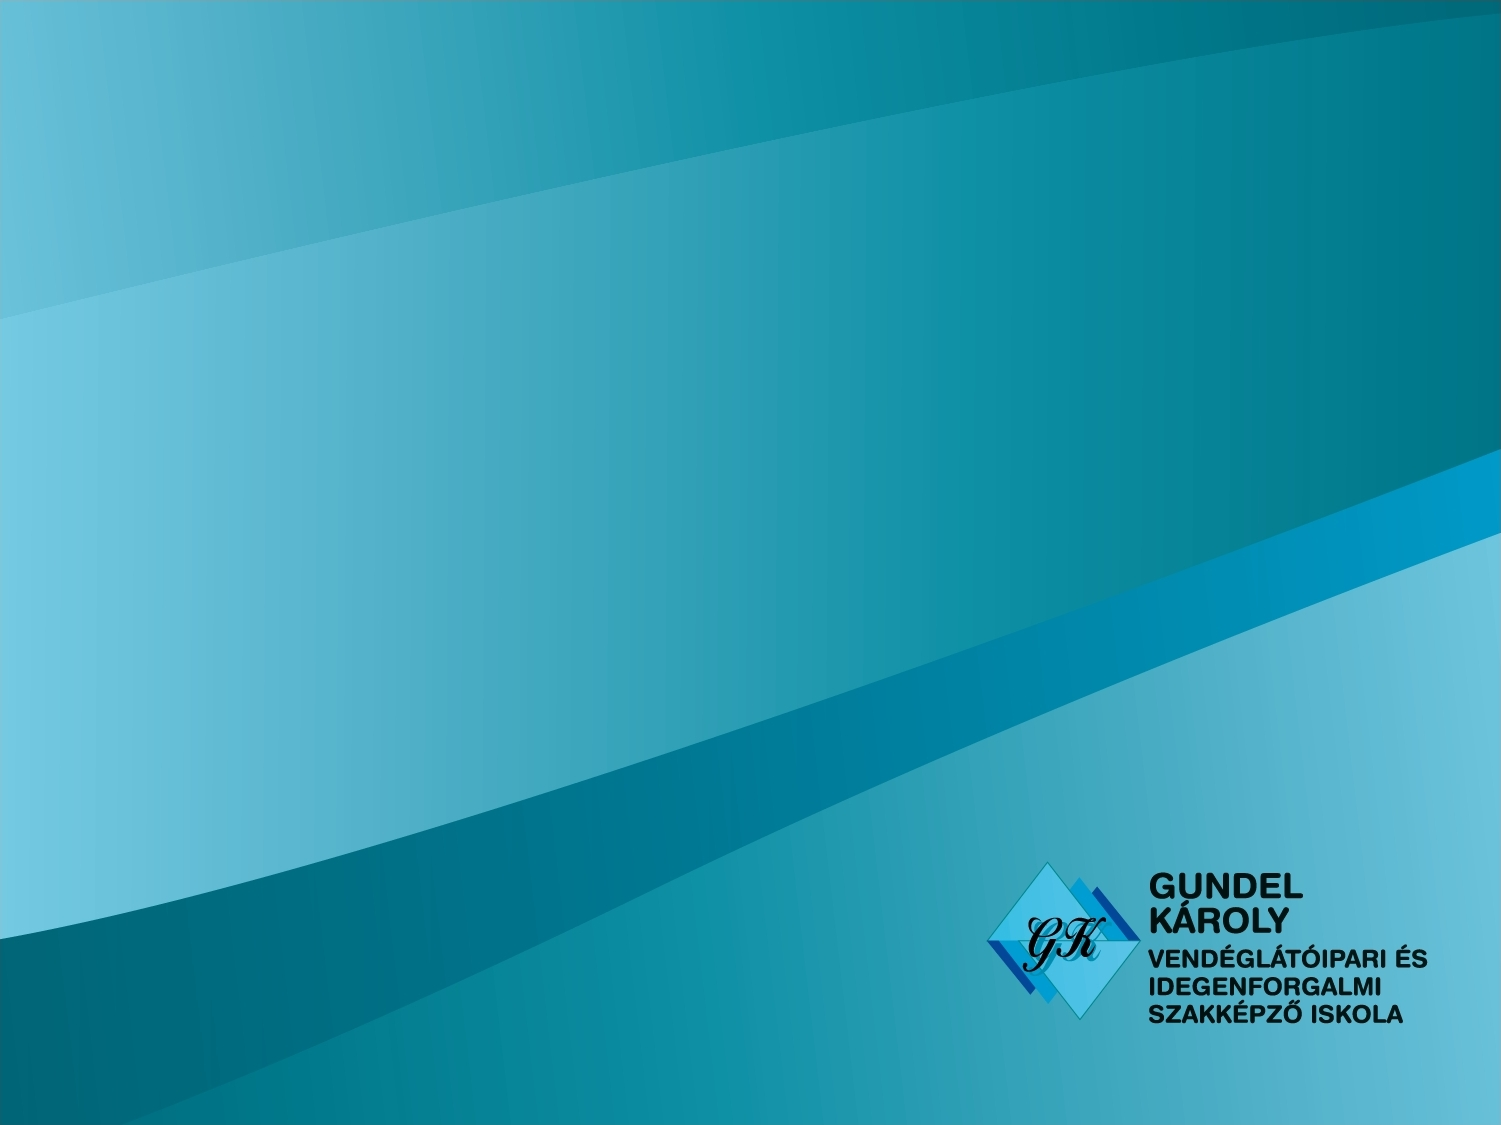 GK
GUNDEL
KÁROLY
VENDÉGLÁTÓIPARI ÉS
IDEGENFORGALMI
SZAKKÉPZŐ ISKOLA